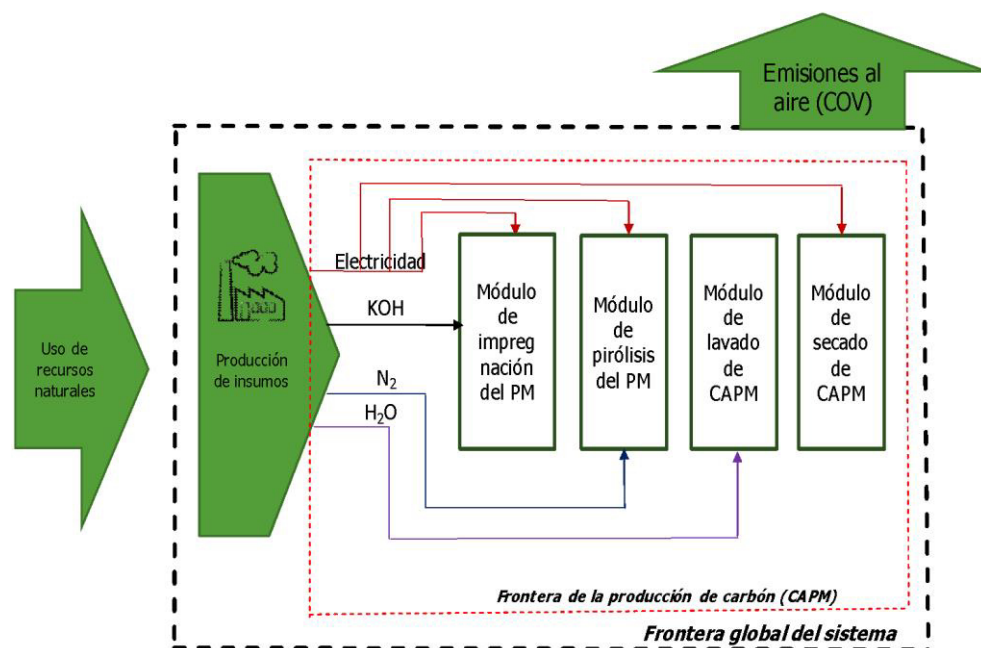 Emisiones al
aire (COV)
Uso de
recursos
naturales
Producción
de insumos
Electricidad
KOH
N₂
H₂O
Módulo
de
impreg
nación
del PM
Módulo
de
pirólisis
del PM
Módulo
de
lavado
de
CAPM
Módulo
de
secado
de
CAPM
Frontera de la producción de carbón (CAPM)
Frontera global del sistema